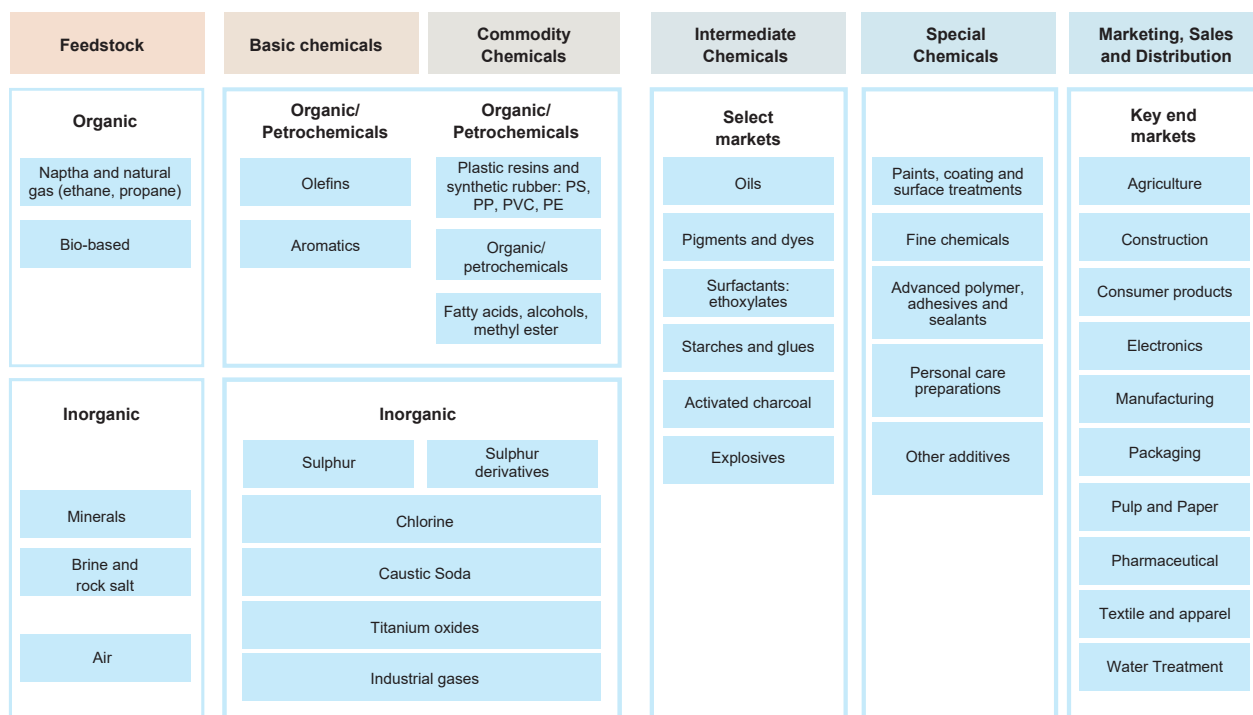 Feedstock
Basic chemicals
Commodity
Chemicals
Intermediate
Chemicals
Special
Chemicals
Marketing, Sales
and Distribution
Organic
Naptha and natural
gas (ethane, propane)
Bio-based
Inorganic
Minerals
Brine and
rock salt
Air
Organic/
Petrochemicals
Olefins
Aromatics
Organic/
Petrochemicals
Plastic resins and
synthetic rubber: PS,
PP, PVC, PE
Organic/
petrochemicals
Fatty acids, alcohols,
methyl ester
Inorganic
Sulphur
Sulphur
derivatives
Chlorine
Caustic Soda
Titanium oxides
Industrial gases
Select
markets
Oils
Pigments and dyes
Surfactants:
ethoxylates
Starches and glues
Activated charcoal
Explosives
Paints, coating and
surface treatments
Fine chemicals
Advanced polymer,
adhesives and
sealants
Personal care
preparations
Other additives
Key end
markets
Agriculture
Construction
Consumer products
Electronics
Manufacturing
Packaging
Pulp and Paper
Pharmaceutical
Textile and apparel
Water Treatment